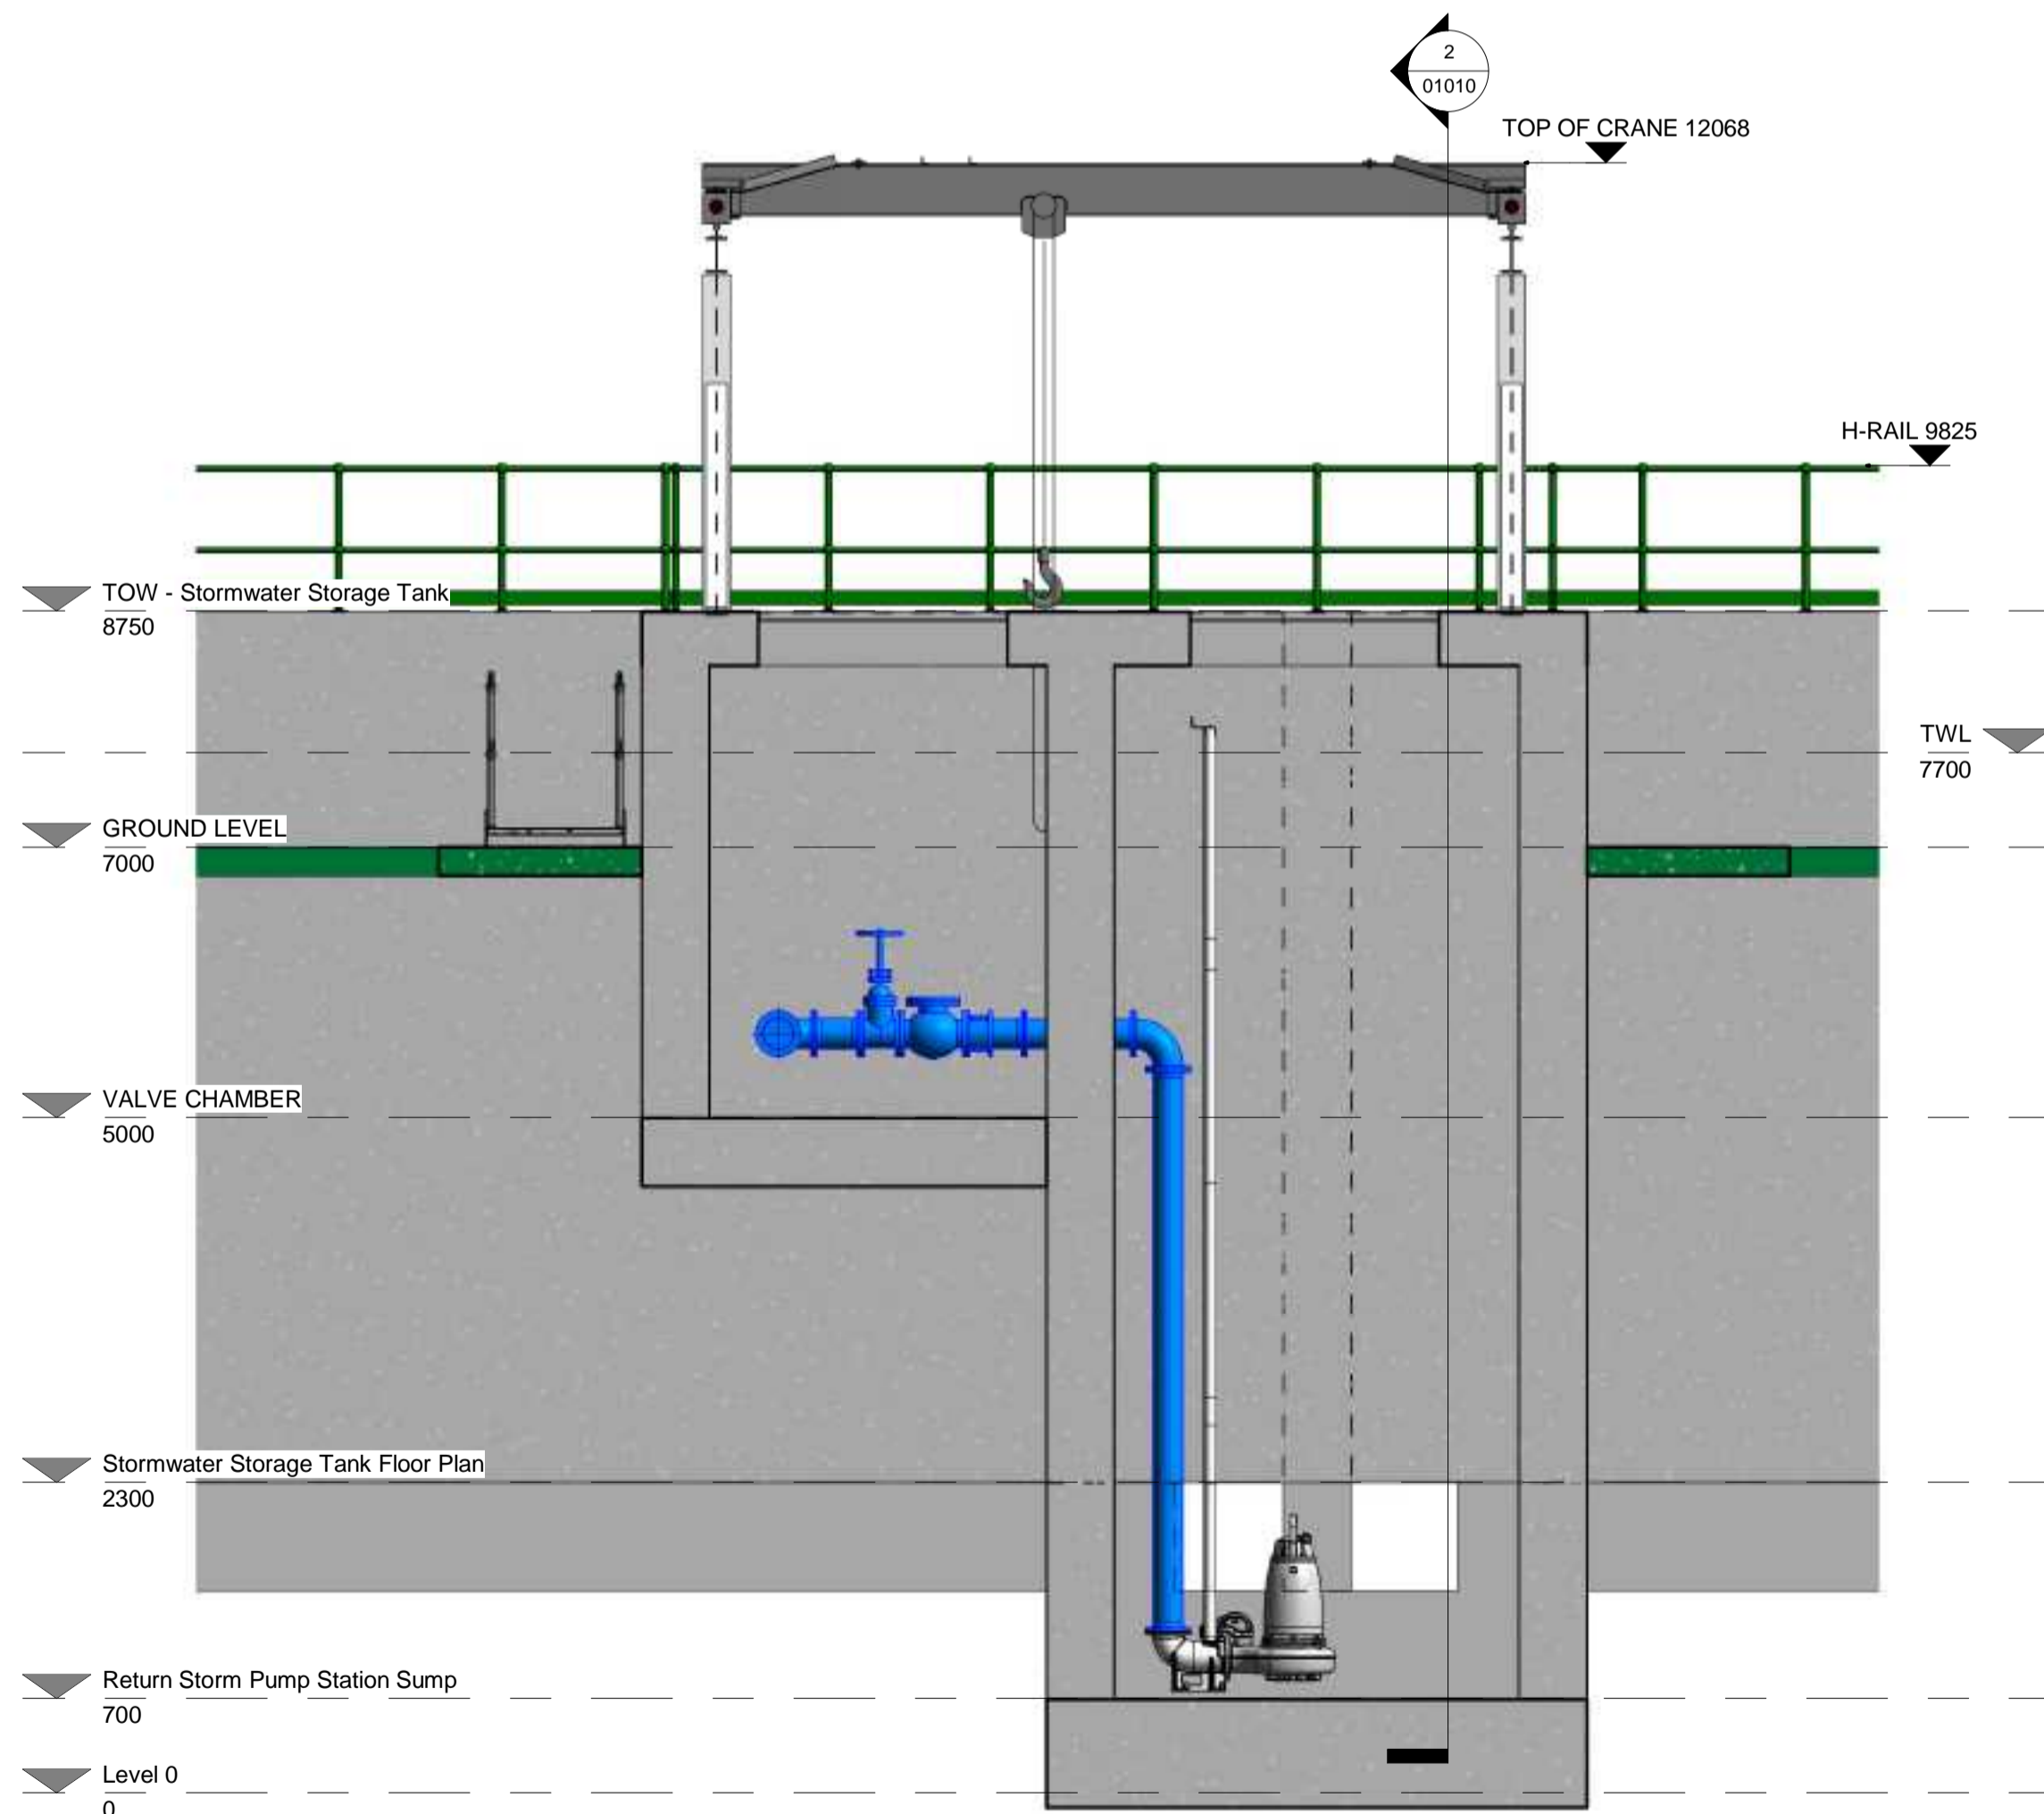 2
01010
TOP OF CRANE 12068
H-RAIL 9825
TOW - Stormwater Storage Tank
8750
TWL
7700
GROUND LEVEL
7000
VALVE CHAMBER
5000
Stormwater Storage Tank Floor Plan
2300
Return Storm Pump Station Sump
700
Level 0
0